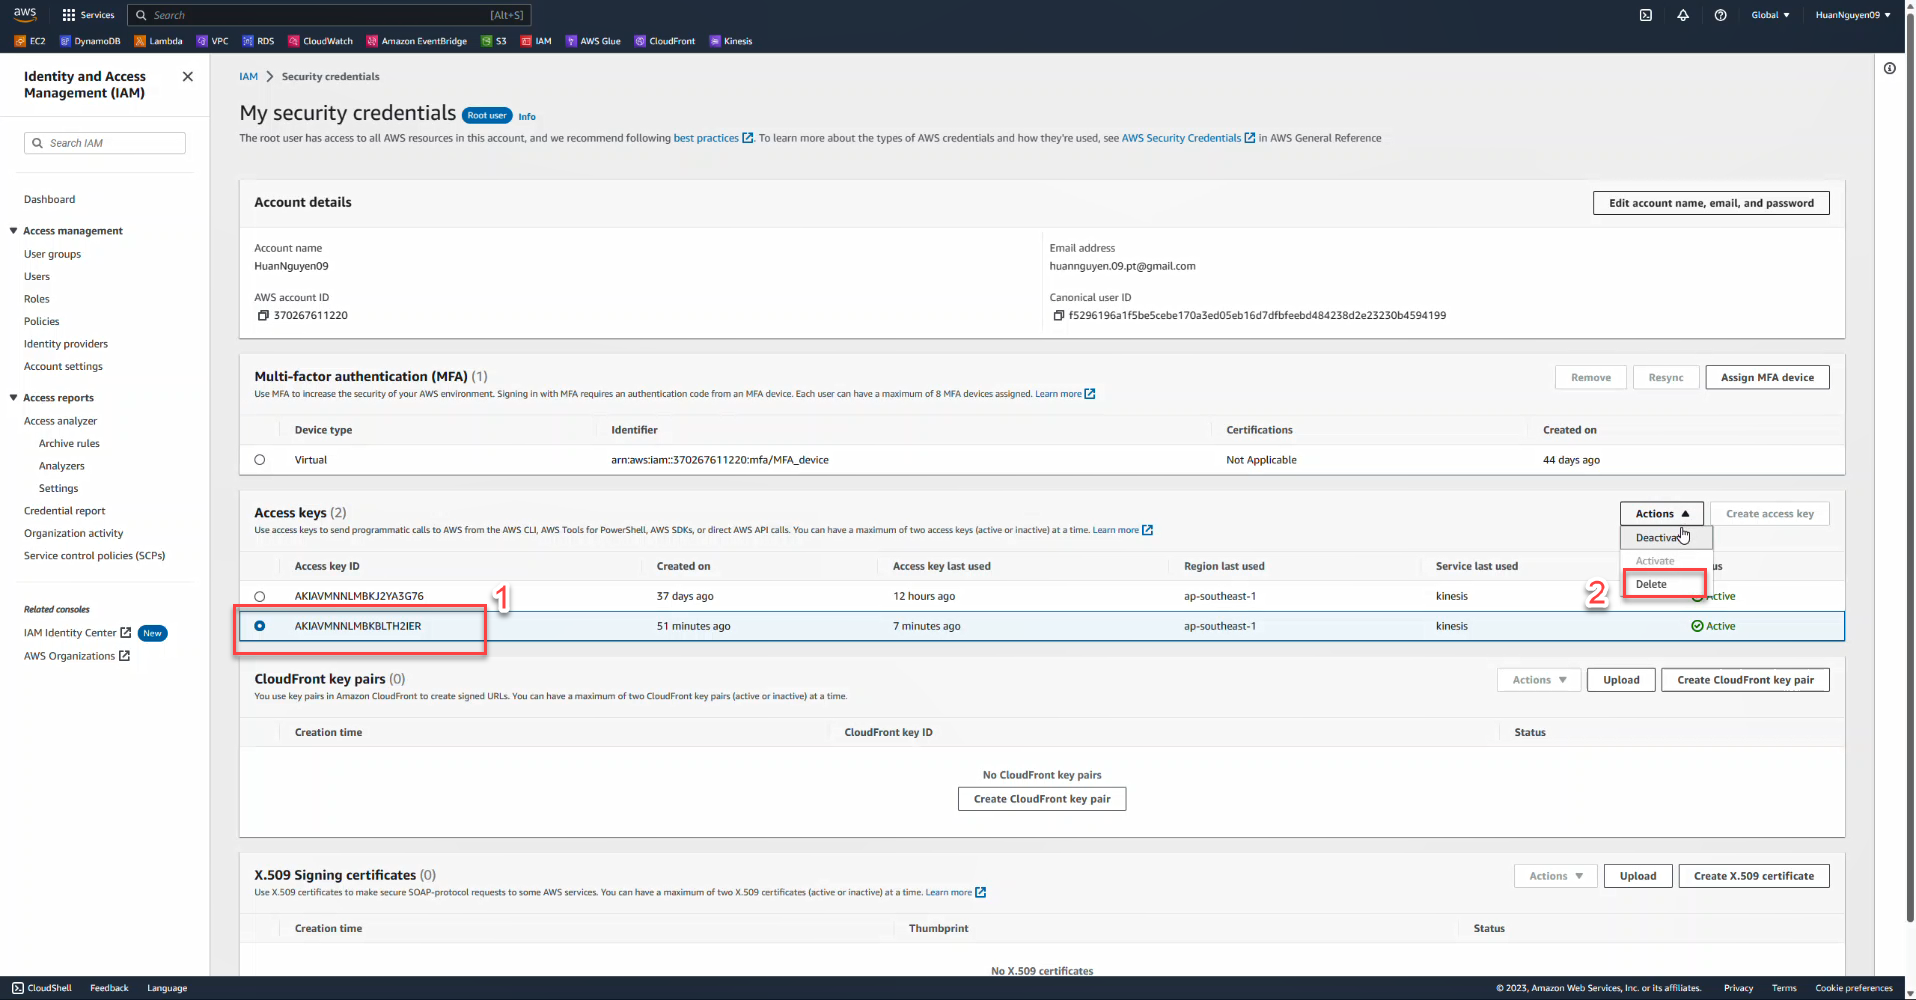 aws Services Search [Alt+S] Global HuanNguyen09
EC2 DynamoDB Lambda VPC RDS CloudWatch Amazon EventBridge S3 IAM AWS Glue CloudFront Kinesis
Identity and Access
Management (IAM)
Search IAM
Dashboard
Access management
User groups
Users
Roles
Policies
Identity providers
Account settings
Access reports
Access analyzer
Archive rules
Analyzers
Settings
Credential report
Organization activity
Service control policies (SCPs)
Related consoles
IAM Identity Center New
AWS Organizations
IAM Security credentials
My security credentials Root user Info
The root user has access to all AWS resources in this account, and we recommend following best practices. To learn more about the types of AWS credentials and how they're used, see AWS Security Credentials in AWS General Reference
Account details Edit account name, email, and password
Account name Email address
HuanNguyen09 huannguyen.09.pt@gmail.com
AWS account ID Canonical user ID
370267611220 f5296196a1f5be5cebe170a3ed05eb16d7dfbfeebd484238d2e23230b4594199
Multi-factor authentication (MFA) (1) Remove Resync Assign MFA device
Use MFA to increase the security of your AWS environment. Signing in with MFA requires an authentication code from an MFA device. Each user can have a maximum of 8 MFA devices assigned. Learn more
Device type Identifier Certifications Created on
Virtual arn:aws:iam::370267611220:mfa/MFA_device Not Applicable 44 days ago
Access keys (2) Actions Create access key
Use access keys to send programmatic calls to AWS from the AWS CLI, AWS Tools for PowerShell, AWS SDKs, or direct AWS API calls. You can have a maximum of two access keys (active or inactive) at a time. Learn more
Deactiva
Activate
Delete
Access key ID Created on Access key last used Region last used Service last used us
AKIAVMNNLMBKJ2YA3G76 37 days ago 12 hours ago ap-southeast-1 kinesis Active
1
2
AKIAVMNNLMBKBLTH2IER 51 minutes ago 7 minutes ago ap-southeast-1 kinesis Active
CloudFront key pairs (0) Actions Upload Create CloudFront key pair
You use key pairs in Amazon CloudFront to create signed URLs. You can have a maximum of two CloudFront key pairs (active or inactive) at a time.
Creation time CloudFront key ID Status
No CloudFront key pairs
Create CloudFront key pair
X.509 Signing certificates (0) Actions Upload Create X.509 certificate
Use X.509 certificates to make secure SOAP-protocol requests to some AWS services. You can have a maximum of two X.509 certificates (active or inactive) at a time. Learn more
Creation time Thumbprint Status
No X.509 certificates
CloudShell Feedback Language © 2023, Amazon Web Services, Inc. or its affiliates. Privacy Terms Cookie preferences